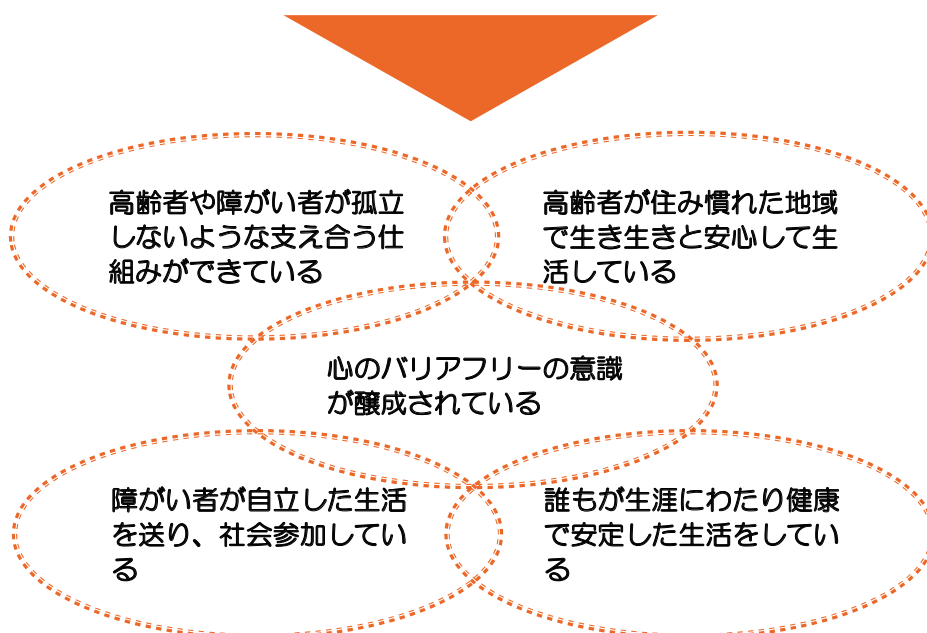 高齢者や障がい者が孤立
しないような支え合う仕
組みができている
高齢者が住み慣れた地域
で生き生きと安心して生
活している
心のバリアフリーの意識
が醸成されている
障がい者が自立した生活
を送り、社会参加してい
る
誰もが生涯にわたり健康
で安定した生活をしてい
る